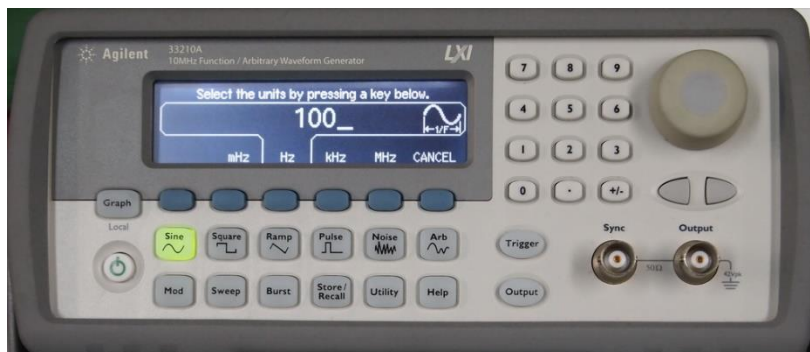 Agilent
33210A
10MHz Function / Arbitrary Waveform Generator
LXI
Select the units by pressing a key below.
100_
1/F
mHz Hz kHz MHz CANCEL
7 8 9
4 5 6
1 2 3
0 . +/-
Graph
Local
Sine Square Ramp Pulse Noise Arb
Mod Sweep Burst Store/
Recall Utility Help
Trigger
Output
Sync Output
50Ω
42Vpk